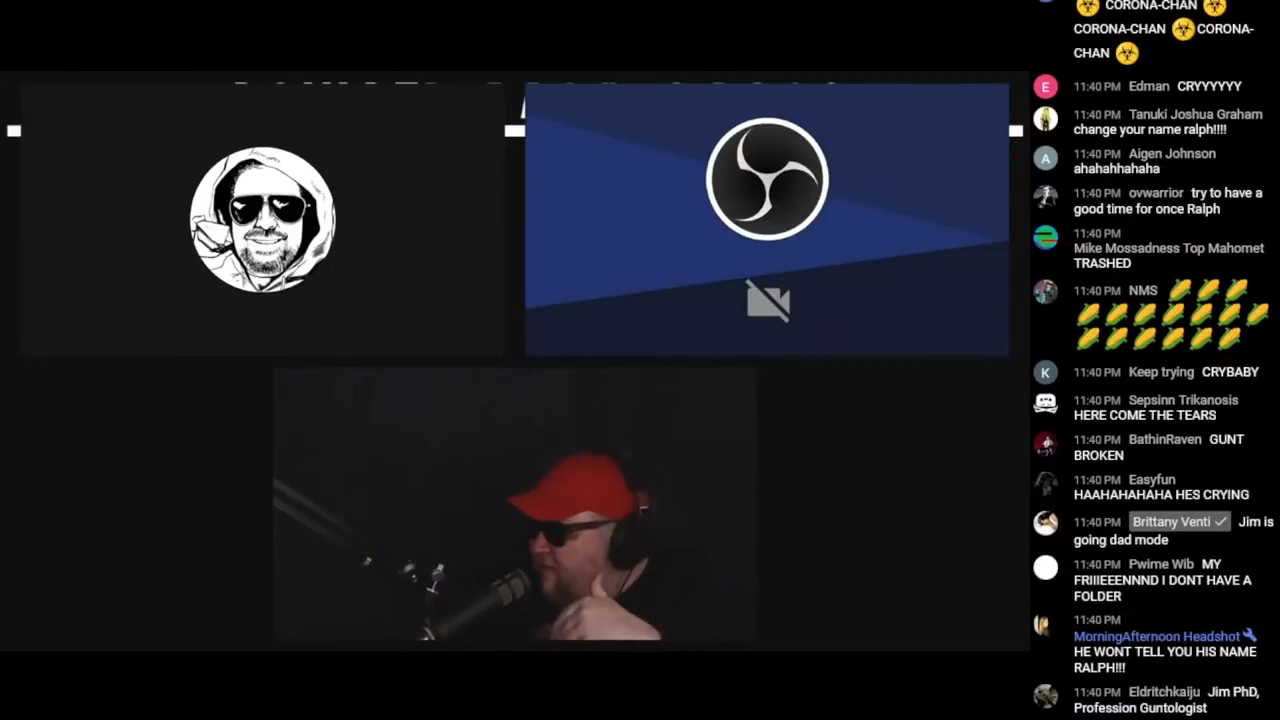 CORONA-CHAN
CORONA-CHAN CORONA-
CHAN
E 11:40 PM Edman CRYYYYYY
11:40 PM Tanuki Joshua Graham
change your name ralph!!!!
A 11:40 PM Aigen Johnson
ahahahhahaha
11:40 PM ovwarrior try to have a
good time for once Ralph
11:40 PM
Mike Mossadness Top Mahomet
TRASHED
11:40 PM NMS
K 11:40 PM Keep trying CRYBABY
11:40 PM Sepsinn Trikanosis
HERE COME THE TEARS
11:40 PM BathinRaven GUNT
BROKEN
11:40 PM Easyfun
HAAHAHAHAHA HES CRYING
11:40 PM Brittany Venti Jim is
going dad mode
11:40 PM Pwime Wib MY
FRIIIEEENNND I DONT HAVE A
FOLDER
11:40 PM
MorningAfternoon Headshot
HE WONT TELL YOU HIS NAME
RALPH!!!
11:40 PM Eldritchkaiju Jim PhD,
Profession Guntologist